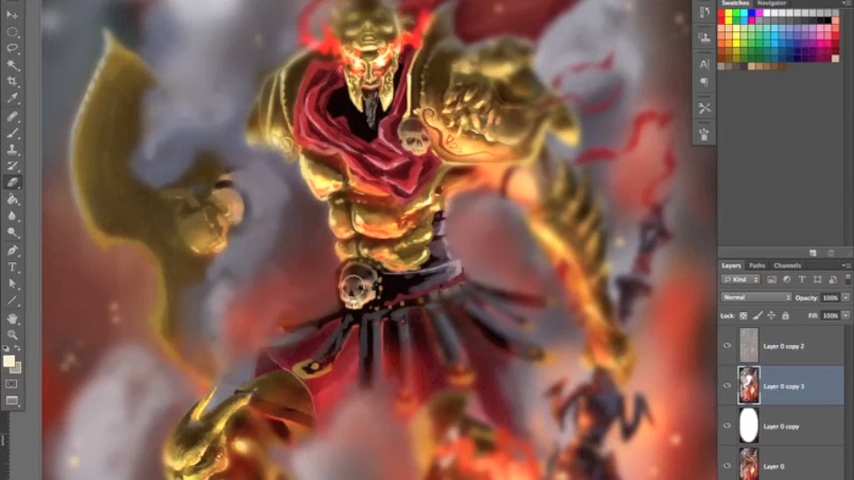 Swatches Navigator
Layers Paths Channels
Kind
Normal Opacity: 100%
Lock: Fill: 100%
Layer 0 copy 2
Layer 0 copy 3
Layer 0 copy
Layer 0